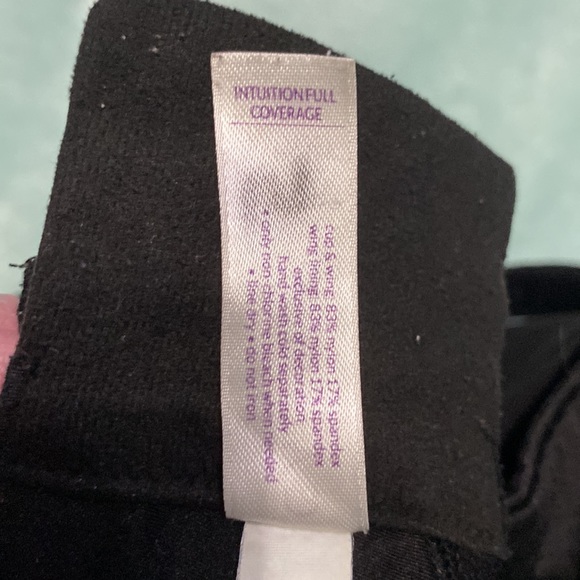 INTUITION FULL
COVERAGE
cup & wing: 83% nylon 17% spandex
wing lining: 83% nylon 17% spandex
exclusive of decoration
hand wash cold separately
• only non-chlorine bleach when needed
• line dry • do not iron